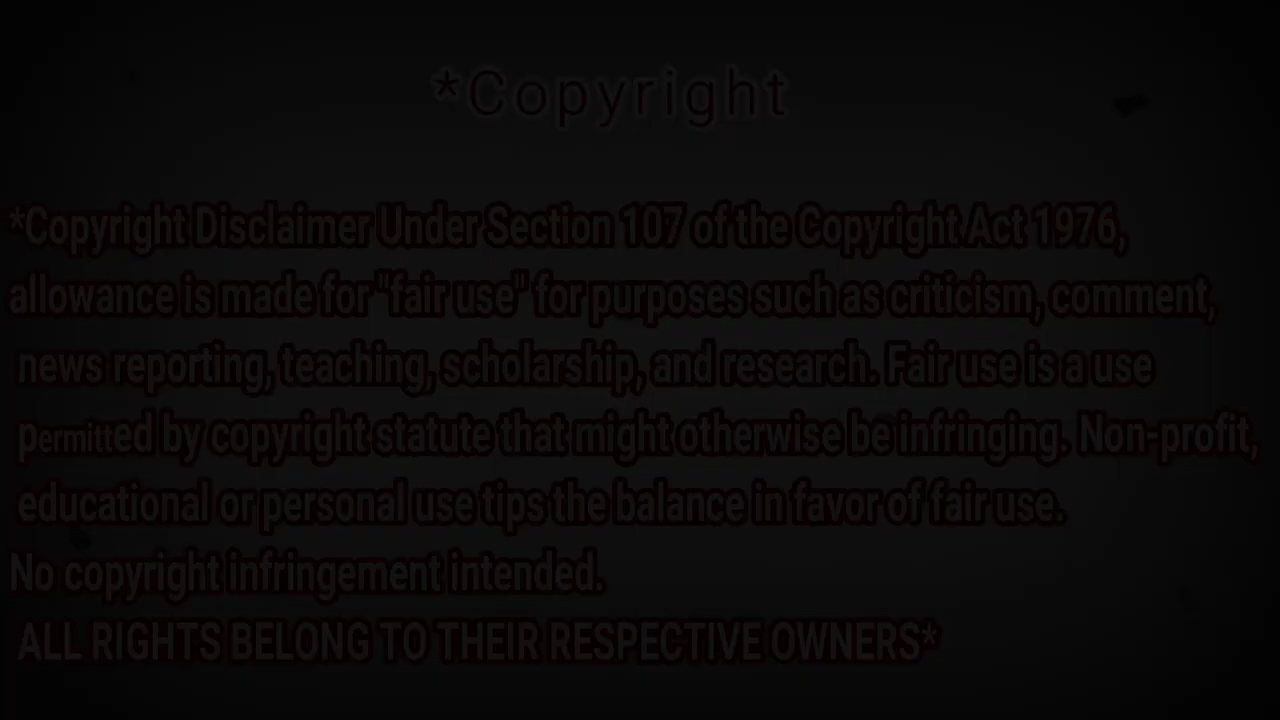 *Copyright
*Copyright Disclaimer Under Section 107 of the Copyright Act 1976,
allowance is made for "fair use" for purposes such as criticism, comment,
news reporting, teaching, scholarship, and research. Fair use is a use
permitted by copyright statute that might otherwise be infringing. Non-profit,
educational or personal use tips the balance in favor of fair use.
No copyright infringement intended.
ALL RIGHTS BELONG TO THEIR RESPECTIVE OWNERS*